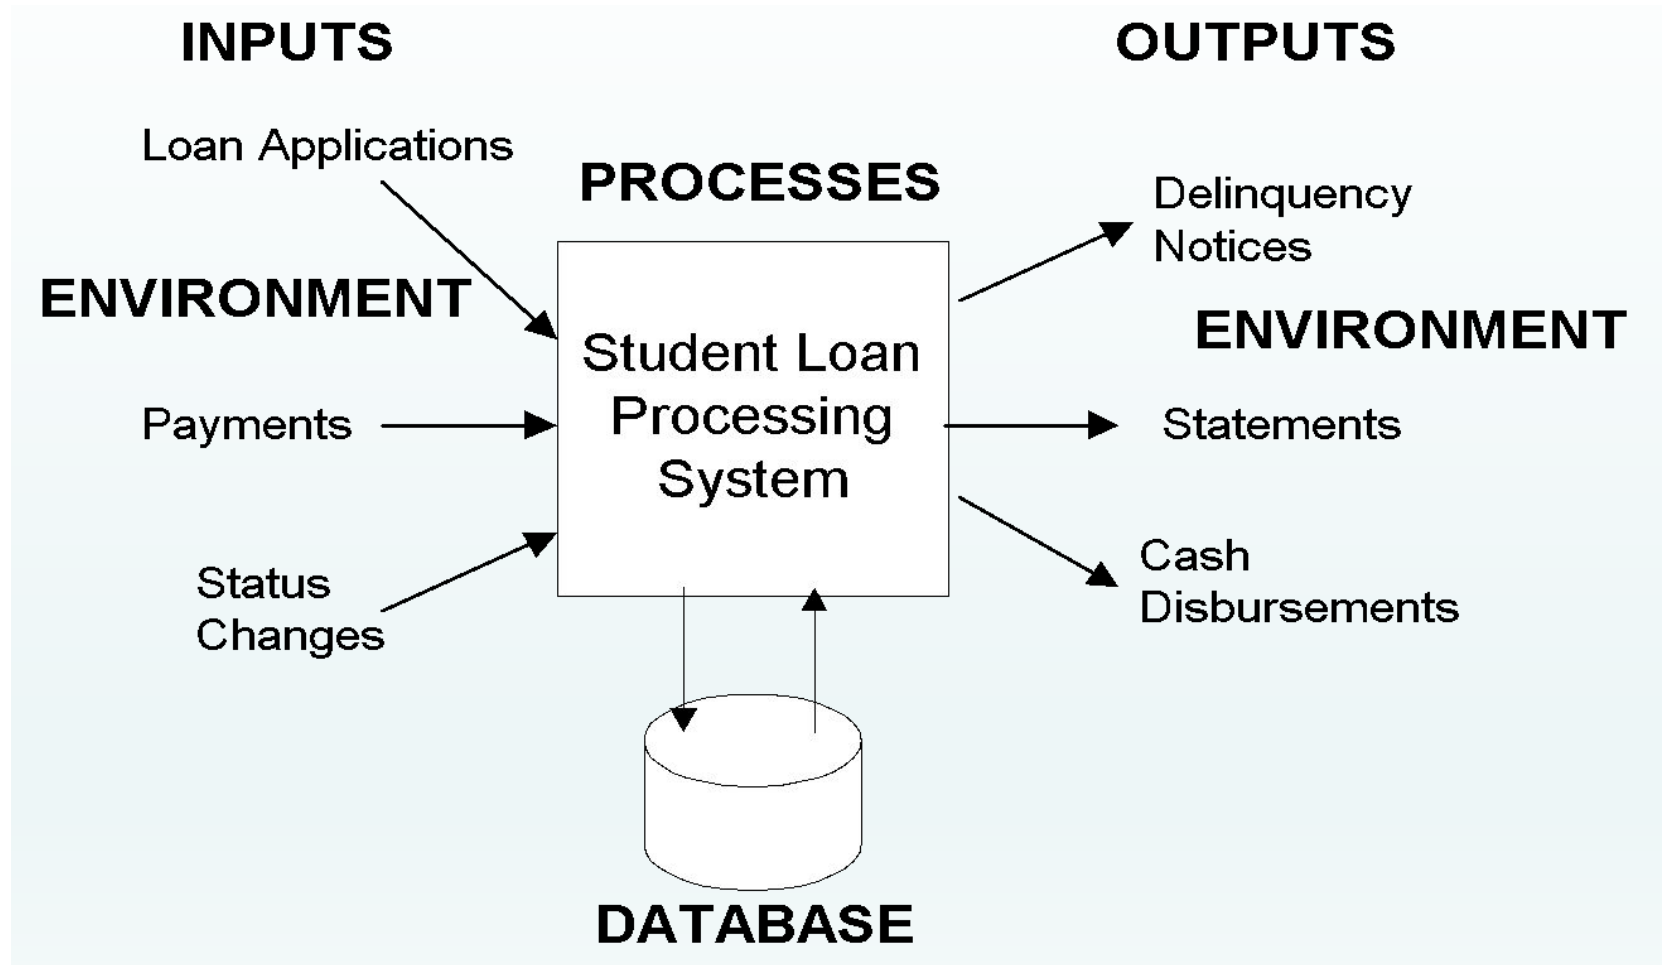 INPUTS
OUTPUTS
Loan Applications
PROCESSES
Delinquency
Notices
ENVIRONMENT
ENVIRONMENT
Student Loan
Processing
System
Payments
Statements
Status
Changes
Cash
Disbursements
DATABASE